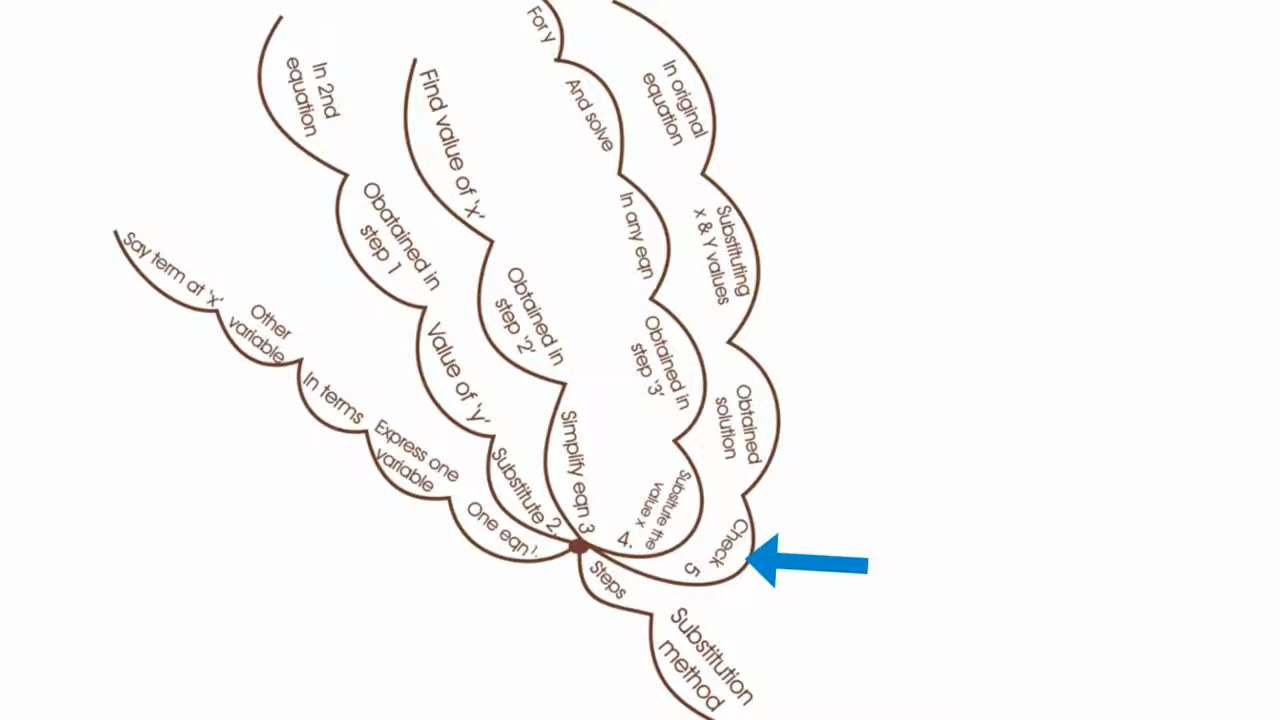 Substitution
method
Steps
One eqn
1.
Express one
variable
In terms
Other
variable
Say term at 'x'
Substitute 2.
Value of 'y'
Obatained in
step 1
In 2nd
equation
Simplify eqn 3
Obtained in
step '2'
Find value of 'x'
4.
Subsitute the
value x
Obtained in
step '3'
In any eqn
And solve
For y
5
Check
Obtained
solution
Substituting
x & Y values
In original
equation